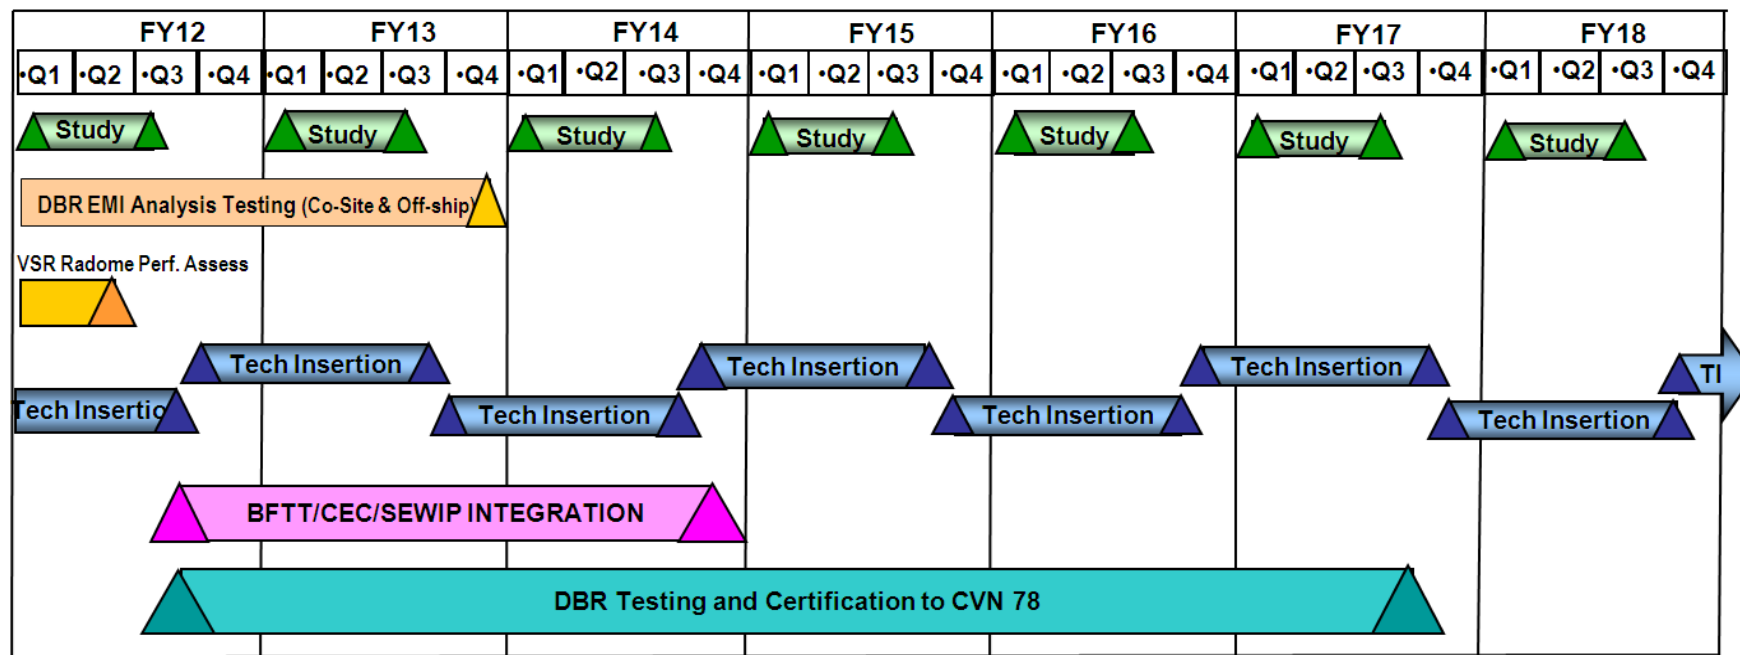 FY12 FY13 FY14 FY15 FY16 FY17 FY18
•Q1 •Q2 •Q3 •Q4 •Q1 •Q2 •Q3 •Q4 •Q1 •Q2 •Q3 •Q4 •Q1 •Q2 •Q3 •Q4 •Q1 •Q2 •Q3 •Q4 •Q1 •Q2 •Q3 •Q4 •Q1 •Q2 •Q3 •Q4
Study Study Study Study Study Study Study
DBR EMI Analysis Testing (Co-Site & Off-ship)
VSR Radome Perf. Assess
Tech Insertion Tech Insertion Tech Insertion TI
Tech Insertio Tech Insertion Tech Insertion Tech Insertion
BFTT/CEC/SEWIP INTEGRATION
DBR Testing and Certification to CVN 78